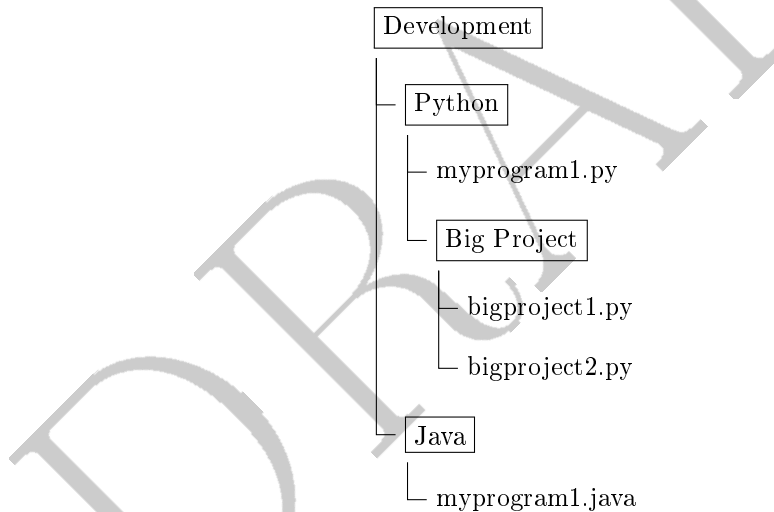 Development
Python
myprogram1.py
Big Project
bigproject1.py
bigproject2.py
Java
myprogram1.java